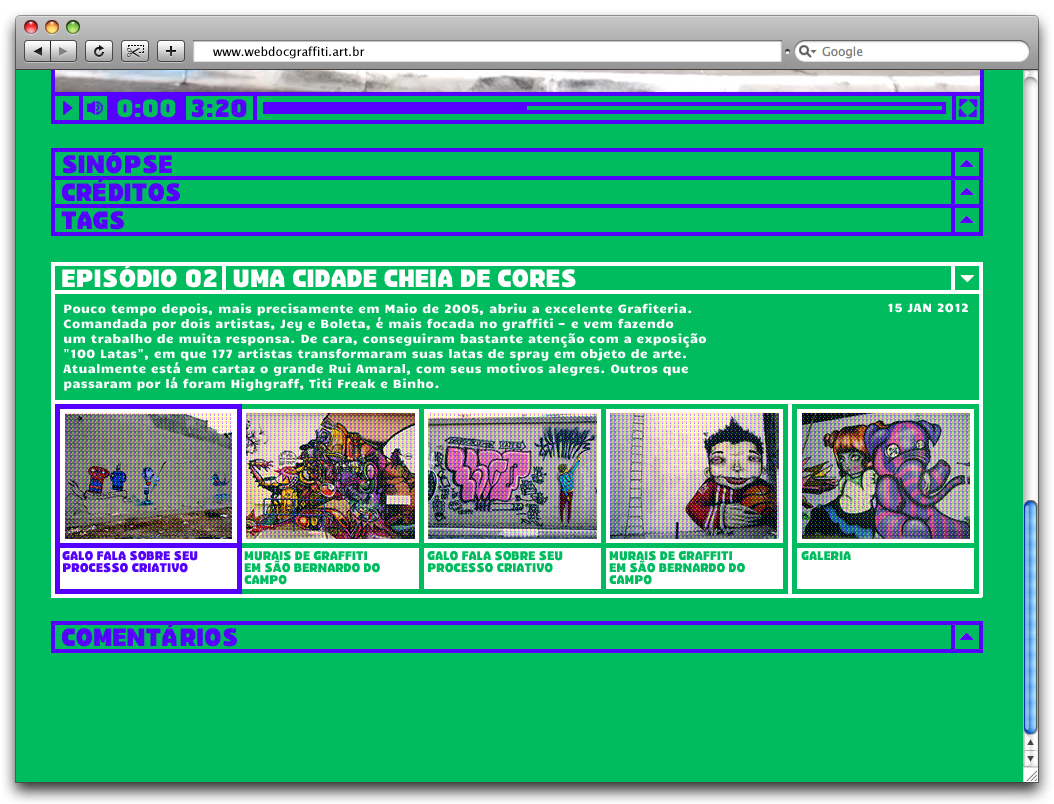 www.webdocgraffiti.art.br
Google
0:00 3:20
SINÓPSE
CRÉDITOS
TAGS
EPISÓDIO 02 UMA CIDADE CHEIA DE CORES
Pouco tempo depois, mais precisamente em Maio de 2005, abriu a excelente Grafiteria.
15 JAN 2012
Comandada por dois artistas, Jey e Boleta, é mais focada no graffiti – e vem fazendo
um trabalho de muita responsa. De cara, conseguiram bastante atenção com a exposição
"100 Latas", em que 177 artistas transformaram suas latas de spray em objeto de arte.
Atualmente está em cartaz o grande Rui Amaral, com seus motivos alegres. Outros que
passaram por lá foram Highgraff, Titi Freak e Binho.
GALO FALA SOBRE SEU
PROCESSO CRIATIVO
MURAIS DE GRAFFITI
EM SÃO BERNARDO DO
CAMPO
GALO FALA SOBRE SEU
PROCESSO CRIATIVO
MURAIS DE GRAFFITI
EM SÃO BERNARDO DO
CAMPO
GALERIA
COMENTÁRIOS